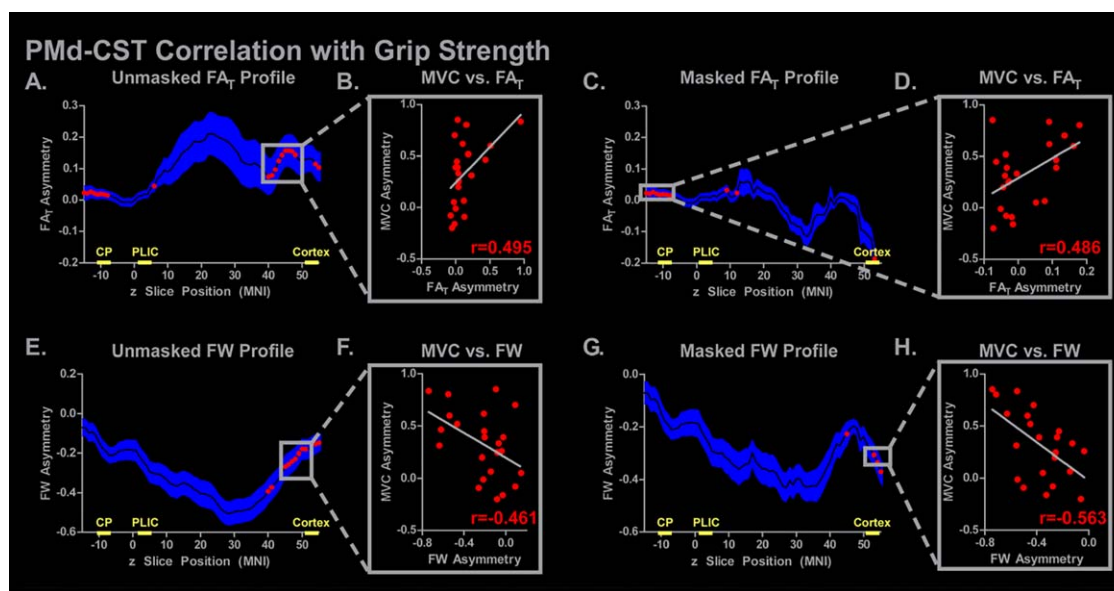 PMd-CST Correlation with Grip Strength
A. Unmasked FAT Profile
B. MVC vs. FAT
C. Masked FAT Profile
D. MVC vs. FAT
FAT Asymmetry
0.3
0.2
0.1
0.0
-0.1
-0.2
CP PLIC Cortex
-10 0 10 20 30 40 50
z Slice Position (MNI)
MVC Asymmetry
1.0
0.5
0.0
-0.5
r=0.495
0.0 0.5 1.0
FAT Asymmetry
FAT Asymmetry
0.3
0.2
0.1
0.0
-0.1
-0.2
CP PLIC Cortex
-10 0 10 20 30 40 50
z Slice Position (MNI)
MVC Asymmetry
1.0
0.5
0.0
-0.5
r=0.486
-0.1 0.0 0.1 0.2
FAT Asymmetry
E. Unmasked FW Profile
F. MVC vs. FW
G. Masked FW Profile
H. MVC vs. FW
FW Asymmetry
0.2
0.0
-0.2
-0.4
-0.6
CP PLIC Cortex
-10 0 10 20 30 40 50
z Slice Position (MNI)
MVC Asymmetry
1.0
0.5
0.0
-0.5
r=-0.461
-0.8 -0.4 0.0
FW Asymmetry
FW Asymmetry
0.0
-0.2
-0.4
-0.6
CP PLIC Cortex
-10 0 10 20 30 40 50
z Slice Position (MNI)
MVC Asymmetry
1.0
0.5
0.0
-0.5
r=-0.563
-0.8 -0.4 0.0
FW Asymmetry